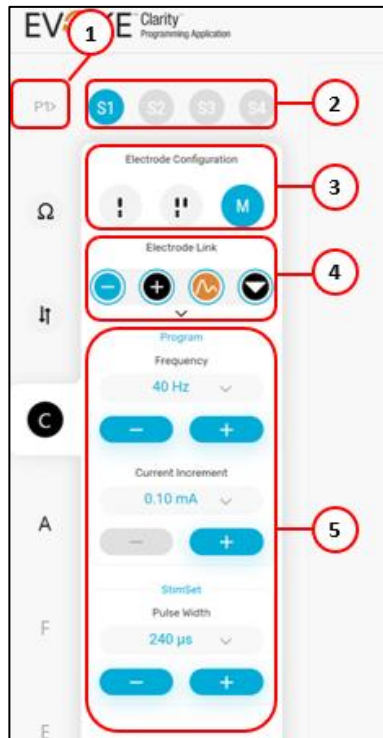 EVOKE Clarity
Programming Application
1
P1>
S1 S2 S3 S4
2
Electrode Configuration
M
3
Ω
Electrode Link
4
Program
Frequency
40 Hz
− +
C
Current Increment
0.10 mA
− +
A
5
StimSet
Pulse Width
240 µs
− +
F
E